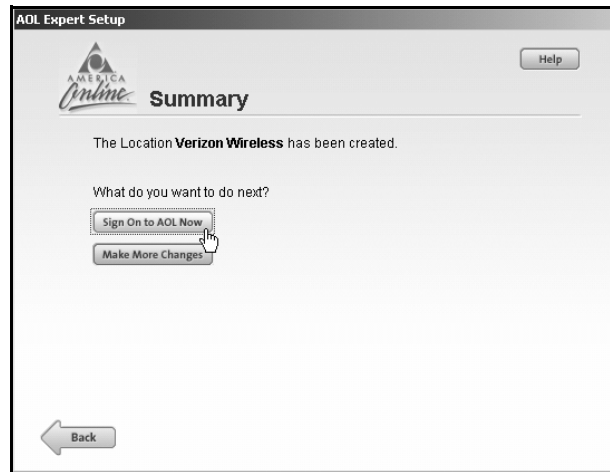 AOL Expert Setup
Help
AMERICA
Online
Summary
The Location Verizon Wireless has been created.
What do you want to do next?
Sign On to AOL Now
Make More Changes
Back